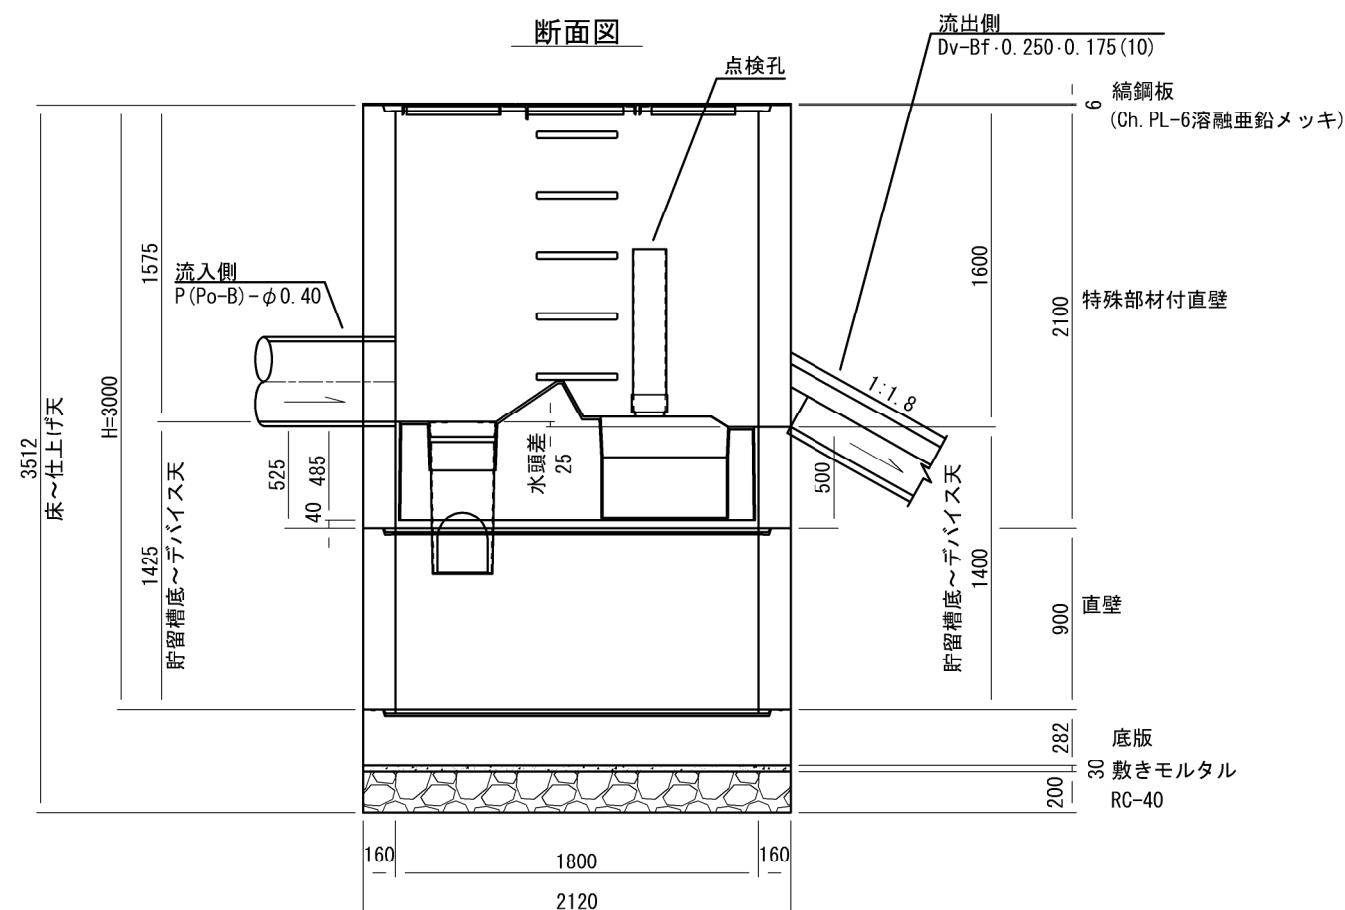 断面図
流出側
Dv-Bf·0.250·0.175(10)
点検孔
6
縞鋼板
(Ch.PL-6溶融亜鉛メッキ)
1575
流入側
P(Po-B)-φ0.40
1600
2100
特殊部材付直壁
1:1.8
H=3000
3512
床～仕上げ天
525
485
40
水頭差
25
500
1425
貯留槽底～デバイス天
貯留槽底～デバイス天
1400
900
直壁
282
底版
30
敷きモルタル
200
RC-40
160
1800
160
2120